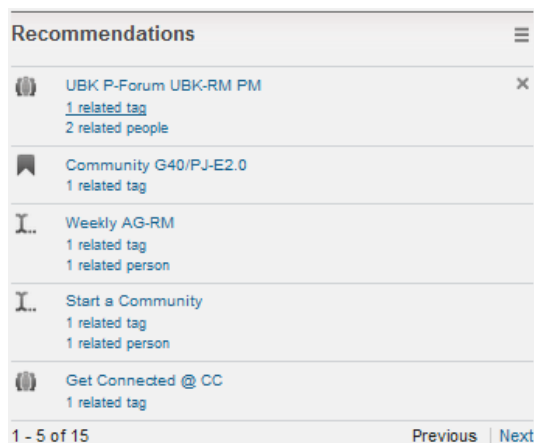 Recommendations
UBK P-Forum UBK-RM PM
1 related tag
2 related people
Community G40/PJ-E2.0
1 related tag
Weekly AG-RM
1 related tag
1 related person
Start a Community
1 related tag
1 related person
Get Connected @ CC
1 related tag
1 - 5 of 15 Previous | Next